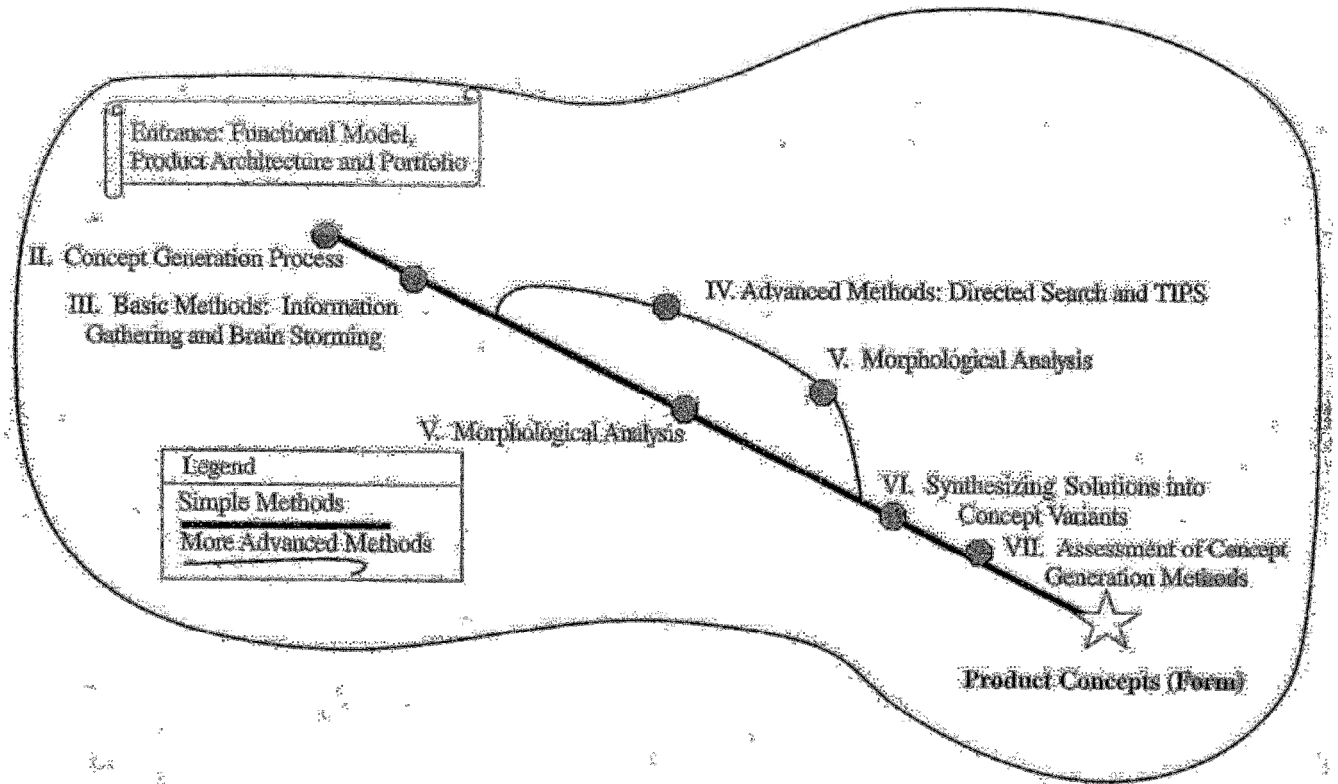 Entrance: Functional Model,
Product Architecture and Portfolio
II. Concept Generation Process
III. Basic Methods: Information
Gathering and Brain Storming
IV. Advanced Methods: Directed Search and TIPS
V. Morphological Analysis
V. Morphological Analysis
Legend
Simple Methods
More Advanced Methods
VI. Synthesizing Solutions into
Concept Variants
VII. Assessment of Concept
Generation Methods
Product Concepts (Form)